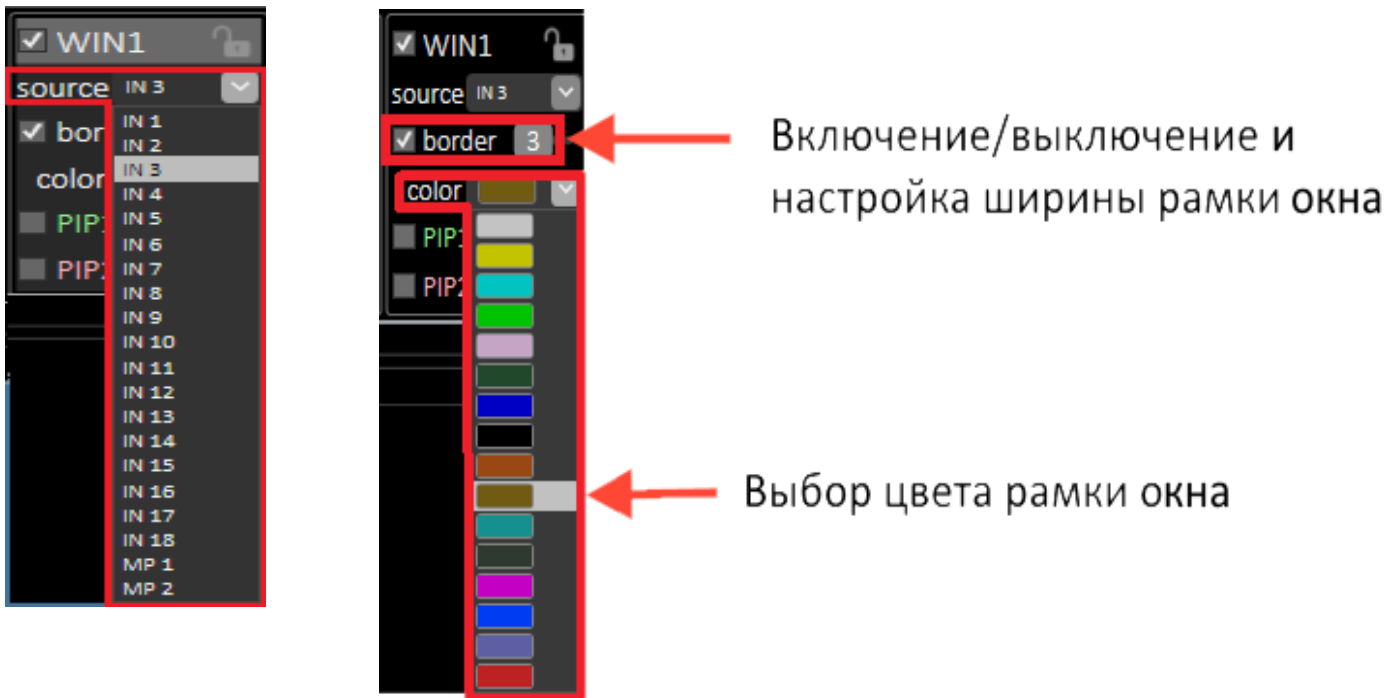 WIN1
source IN 3
bor
color
PIP
PIP
IN 1
IN 2
IN 3
IN 4
IN 5
IN 6
IN 7
IN 8
IN 9
IN 10
IN 11
IN 12
IN 13
IN 14
IN 15
IN 16
IN 17
IN 18
MP 1
MP 2
WIN1
source IN 3
border 3
color
PIP1
PIP2
Включение/выключение и
настройка ширины рамки окна
Выбор цвета рамки окна